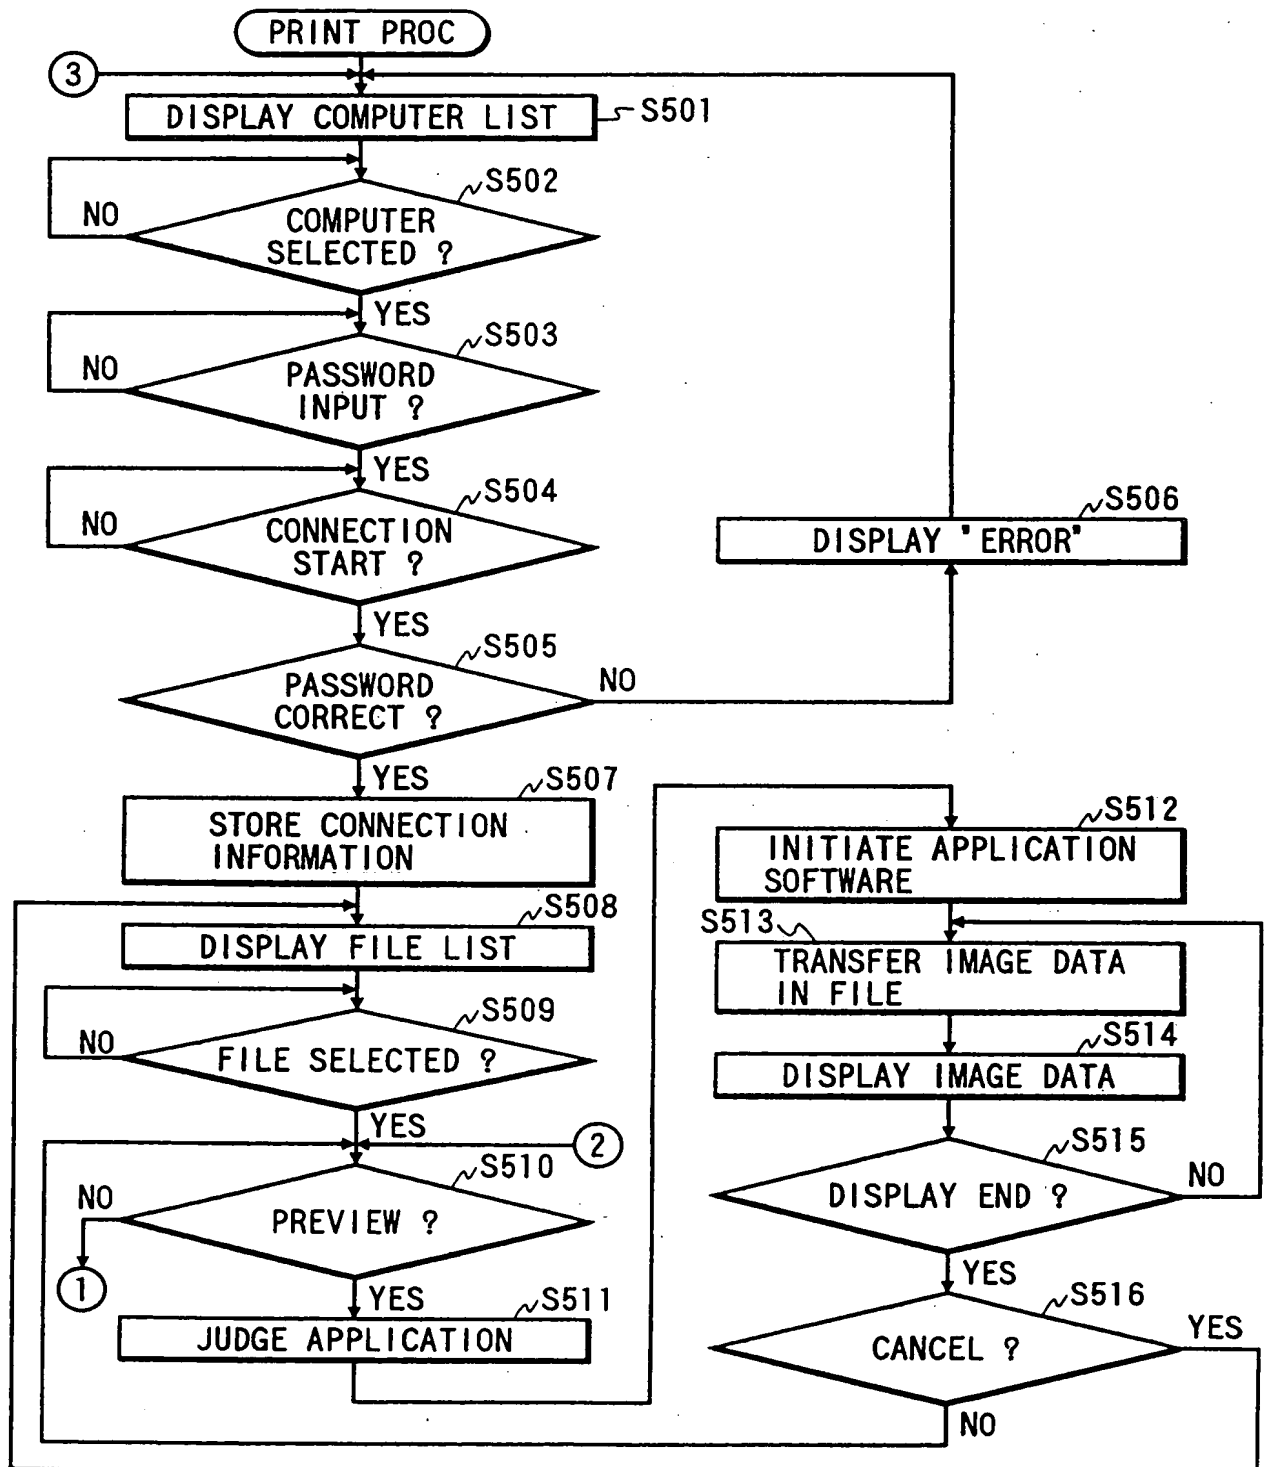 PRINT PROC
3
DISPLAY COMPUTER LIST
S501
S502
NO
COMPUTER
SELECTED ?
YES
S503
NO
PASSWORD
INPUT ?
YES
S504
NO
CONNECTION
START ?
S506
DISPLAY "ERROR"
YES
S505
PASSWORD
CORRECT ?
NO
YES
S507
STORE CONNECTION
INFORMATION
S508
DISPLAY FILE LIST
S509
NO
FILE SELECTED ?
YES
2
S510
NO
PREVIEW ?
1
YES
S511
JUDGE APPLICATION
S512
INITIATE APPLICATION
SOFTWARE
S513
TRANSFER IMAGE DATA
IN FILE
S514
DISPLAY IMAGE DATA
S515
DISPLAY END ?
NO
YES
S516
CANCEL ?
YES
NO